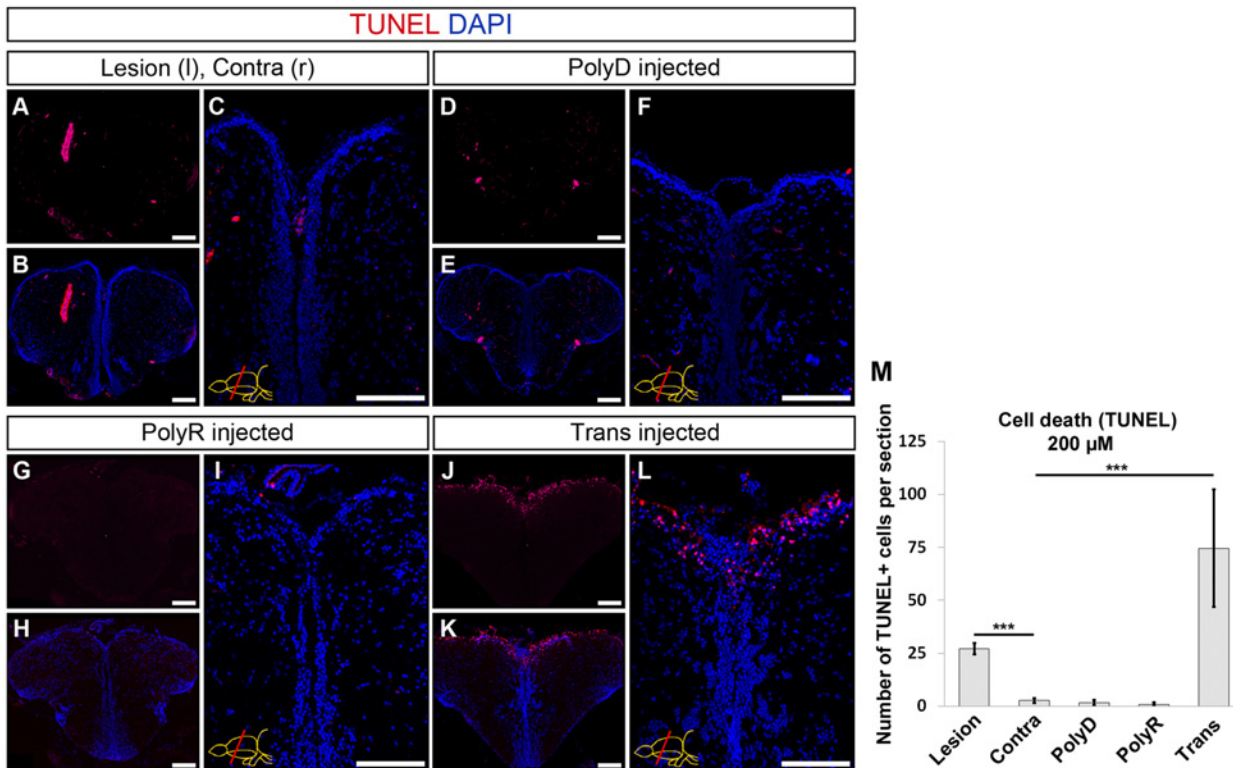 TUNEL DAPI
Lesion (l), Contra (r)
PolyD injected
A
C
D
F
B
E
PolyR injected
Trans injected
G
I
J
L
H
K
M
Cell death (TUNEL)
200 µM
Number of TUNEL+ cells per section
125
100
75
50
25
0
***
***
Lesion
Contra
PolyD
PolyR
Trans